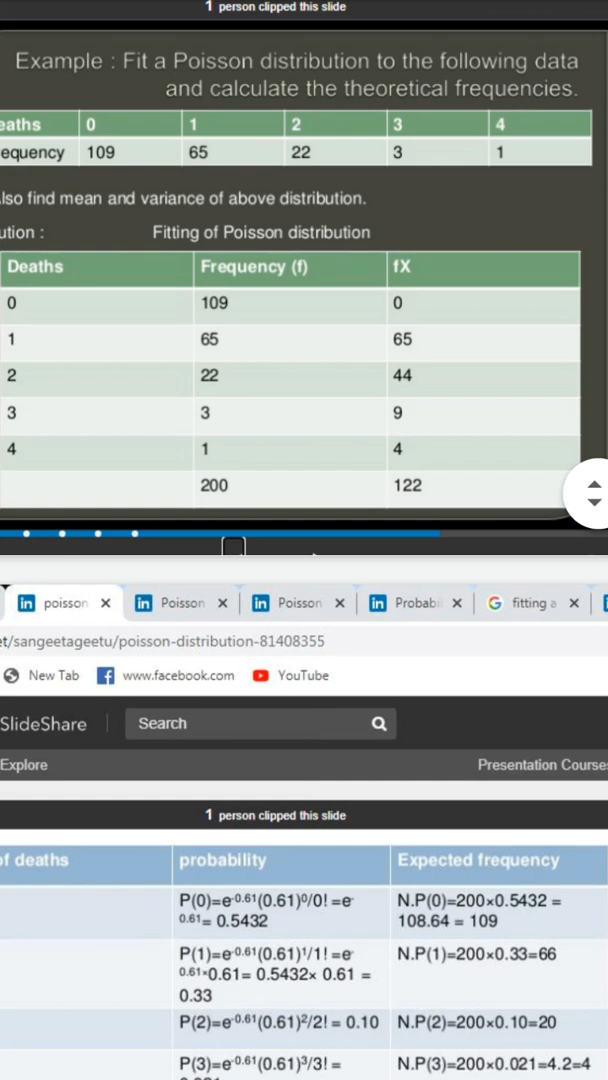 1 person clipped this slide
Example : Fit a Poisson distribution to the following data
and calculate the theoretical frequencies.
eaths 0 1 2 3 4
equency 109 65 22 3 1
lso find mean and variance of above distribution.
ution : Fitting of Poisson distribution
Deaths Frequency (f) fX
0 109 0
1 65 65
2 22 44
3 3 9
4 1 4
200 122
in poisson × in Poisson × in Poisson × in Probabi × G fitting a ×
et/sangeetageetu/poisson-distribution-81408355
New Tab f www.facebook.com YouTube
SlideShare Search
Explore Presentation Courses
1 person clipped this slide
of deaths probability Expected frequency
P(0)=e-0.61(0.61)0/0! =e- N.P(0)=200×0.5432 =
0.61= 0.5432 108.64 = 109
P(1)=e-0.61(0.61)1/1! =e- N.P(1)=200×0.33=66
0.61×0.61= 0.5432× 0.61 =
0.33
P(2)=e-0.61(0.61)2/2! = 0.10 N.P(2)=200×0.10=20
P(3)=e-0.61(0.61)3/3! = N.P(3)=200×0.021=4.2=4